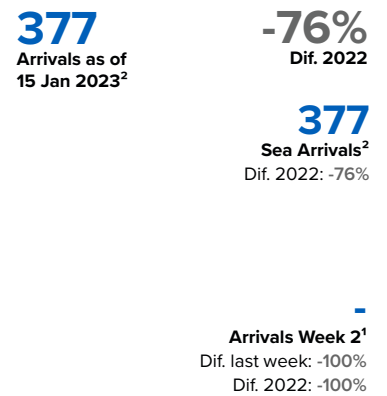 377
Arrivals as of
15 Jan 2023²
-76%
Dif. 2022
377
Sea Arrivals²
Dif. 2022: -76%
-
Arrivals Week 2¹
Dif. last week: -100%
Dif. 2022: -100%